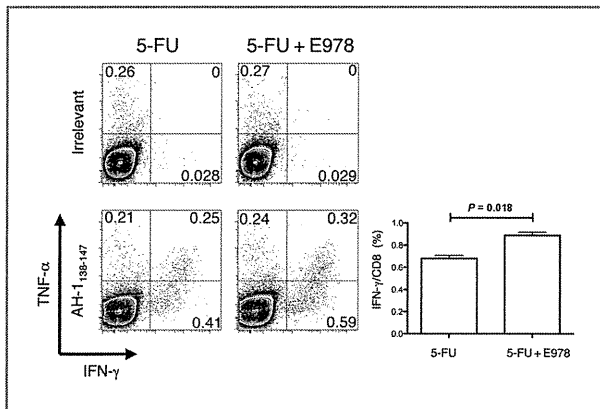 5-FU 5-FU + E978
Irrelevant
0.26 0 0.27 0
0.028 0.029
TNF-α
AH-1₁₃₈₋₁₄₇
0.21 0.25 0.24 0.32
0.41 0.59
IFN-γ
P = 0.018
IFN-γ/CD8 (%)
1.0
0.8
0.6
0.4
0.2
0.0
5-FU 5-FU + E978